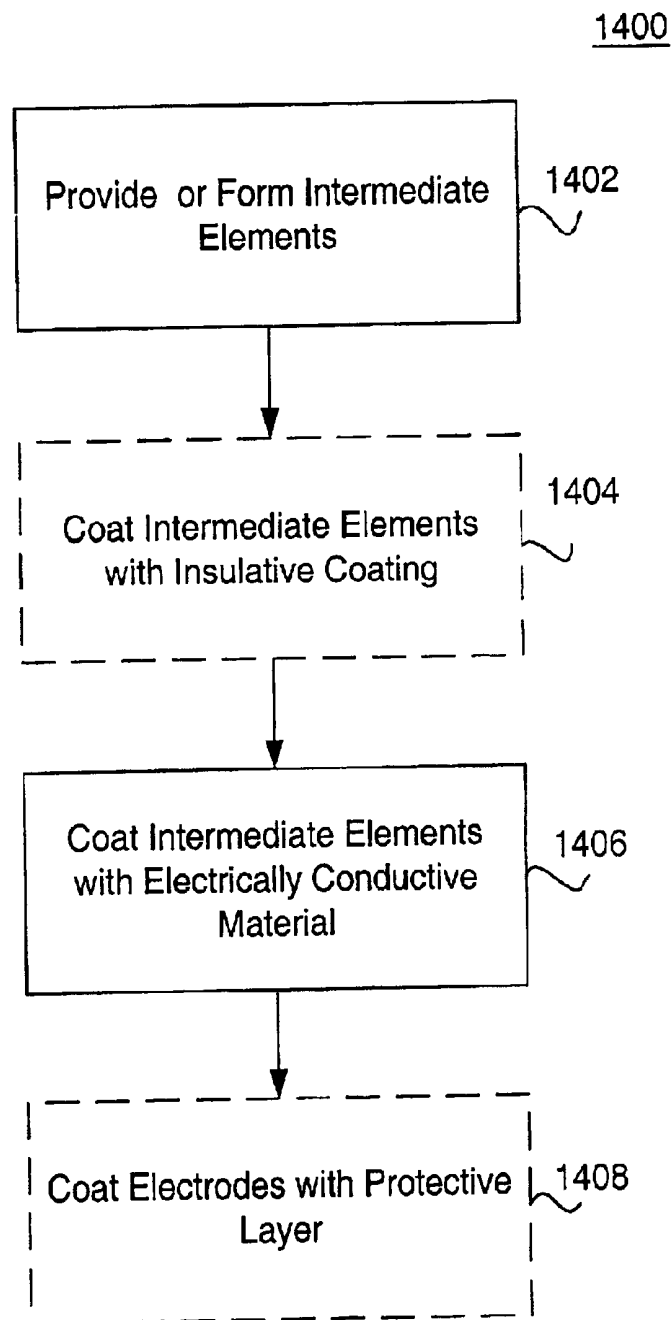 1400
Provide or Form Intermediate
Elements
1402
Coat Intermediate Elements
with Insulative Coating
1404
Coat Intermediate Elements
with Electrically Conductive
Material
1406
Coat Electrodes with Protective
Layer
1408